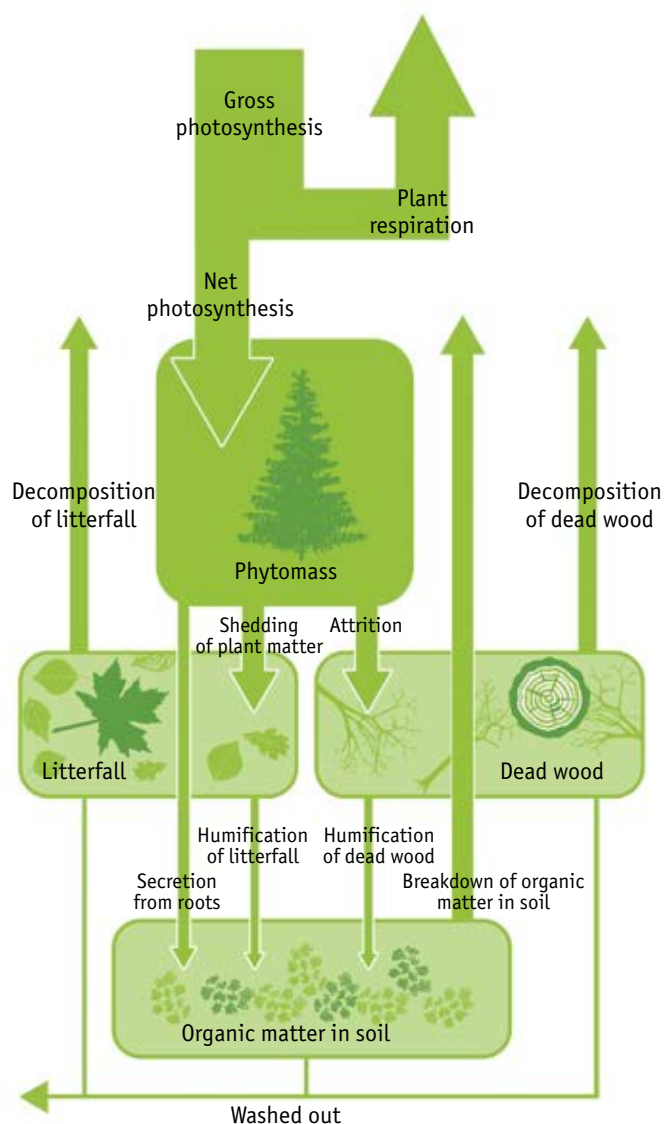 Gross
photosynthesis
Plant
respiration
Net
photosynthesis
Decomposition
of litterfall
Decomposition
of dead wood
Phytomass
Shedding
of plant matter
Attrition
Litterfall
Dead wood
Humification
of litterfall
Humification
of dead wood
Secretion
from roots
Breakdown of organic
matter in soil
Organic matter in soil
Washed out